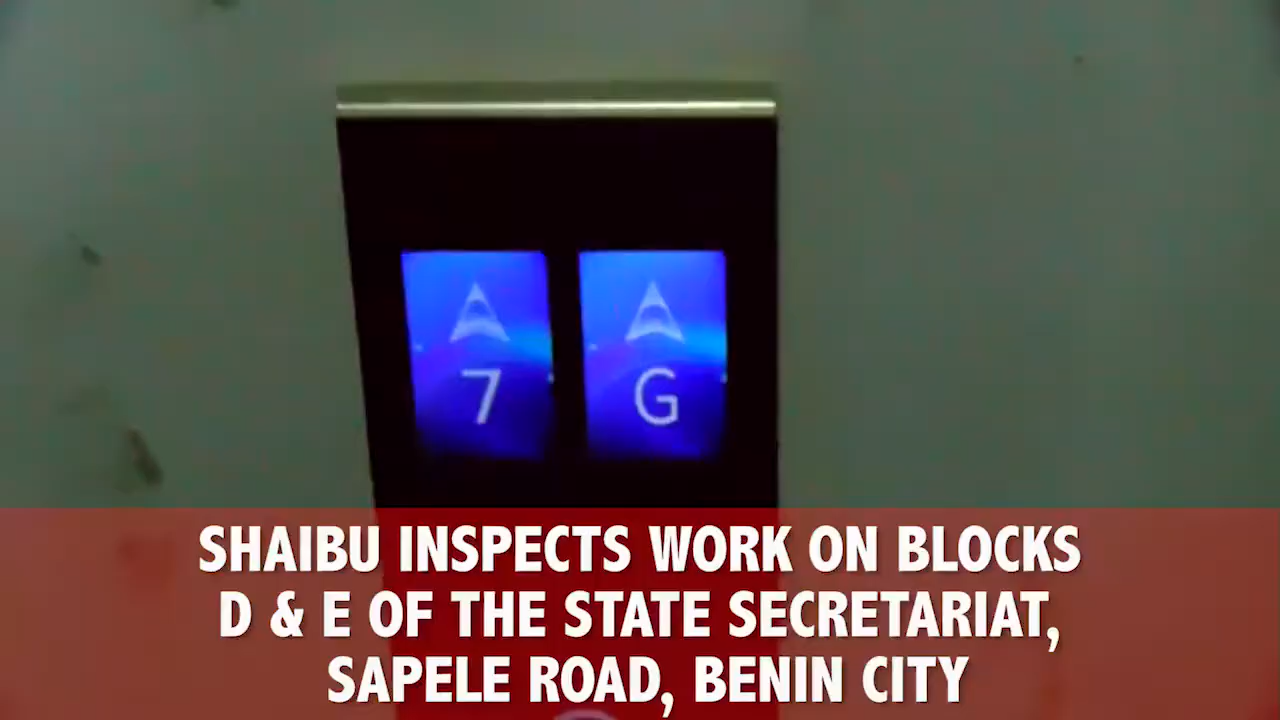 7 G
SHAIBU INSPECTS WORK ON BLOCKS
D & E OF THE STATE SECRETARIAT,
SAPELE ROAD, BENIN CITY